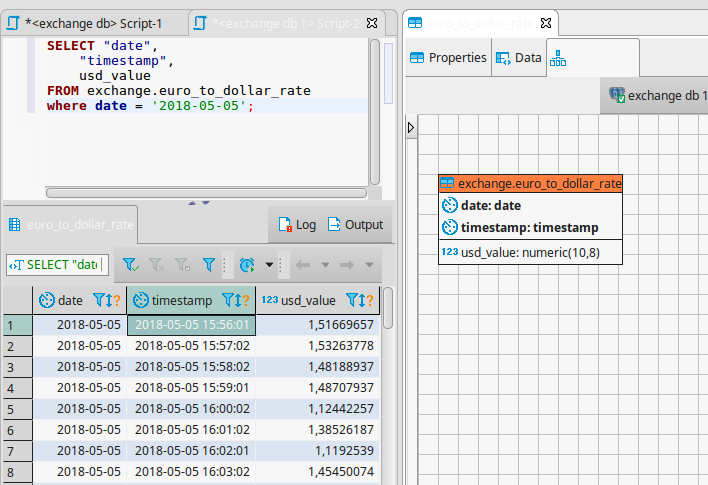 *<exchange db> Script-1
*<exchange db 1> Script-2
SELECT "date",
"timestamp",
usd_value
FROM exchange.euro_to_dollar_rate
where date = '2018-05-05';
euro_to_dollar_rate
Log
Output
SELECT "dat
date
timestamp
123 usd_value
1 2018-05-05 2018-05-05 15:56:01 1,51669657
2 2018-05-05 2018-05-05 15:57:02 1,53263778
3 2018-05-05 2018-05-05 15:58:02 1,48188937
4 2018-05-05 2018-05-05 15:59:01 1,48707937
5 2018-05-05 2018-05-05 16:00:02 1,12442257
6 2018-05-05 2018-05-05 16:01:02 1,38526187
7 2018-05-05 2018-05-05 16:02:01 1,1192539
8 2018-05-05 2018-05-05 16:03:02 1,45450074
euro_to_dollar_rate
Properties
Data
exchange db 1
exchange.euro_to_dollar_rate
date: date
timestamp: timestamp
123 usd_value: numeric(10,8)